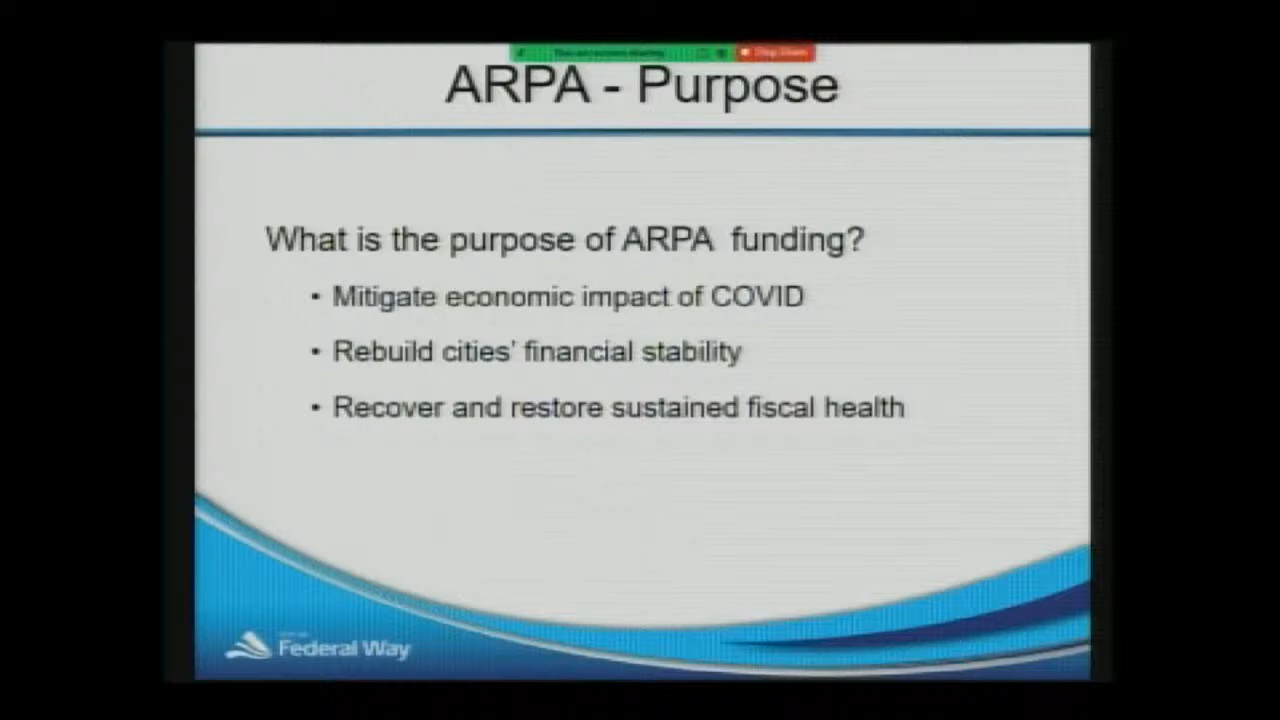 ARPA - Purpose
What is the purpose of ARPA funding?
• Mitigate economic impact of COVID
• Rebuild cities' financial stability
• Recover and restore sustained fiscal health
Federal Way